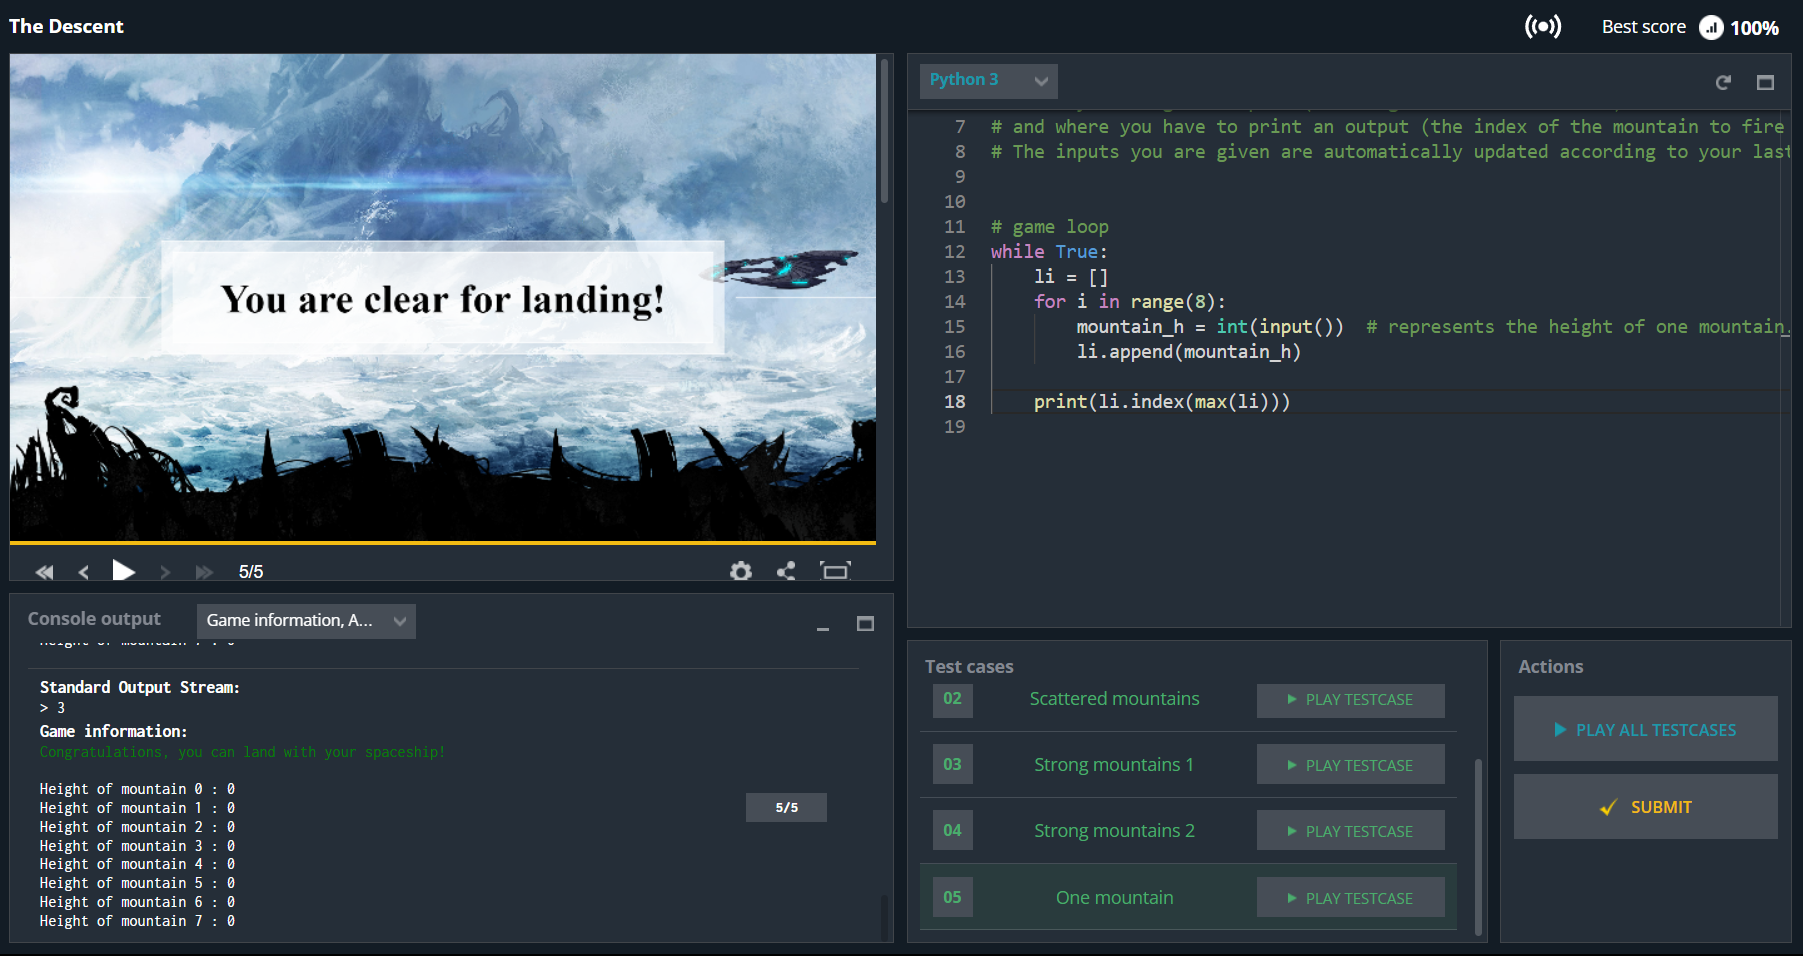 The Descent
Best score 100%
You are clear for landing!
5/5
Console output
Game information, A...
Standard Output Stream:
> 3
Game information:
Congratulations, you can land with your spaceship!
Height of mountain 0 : 0
Height of mountain 1 : 0
Height of mountain 2 : 0
Height of mountain 3 : 0
Height of mountain 4 : 0
Height of mountain 5 : 0
Height of mountain 6 : 0
Height of mountain 7 : 0
5/5
Python 3
7 # and where you have to print an output (the index of the mountain to fire
8 # The inputs you are given are automatically updated according to your last
9
10
11 # game loop
12 while True:
13 li = []
14 for i in range(8):
15 mountain_h = int(input()) # represents the height of one mountain.
16 li.append(mountain_h)
17
18 print(li.index(max(li)))
19
Test cases
02 Scattered mountains PLAY TESTCASE
03 Strong mountains 1 PLAY TESTCASE
04 Strong mountains 2 PLAY TESTCASE
05 One mountain PLAY TESTCASE
Actions
PLAY ALL TESTCASES
SUBMIT